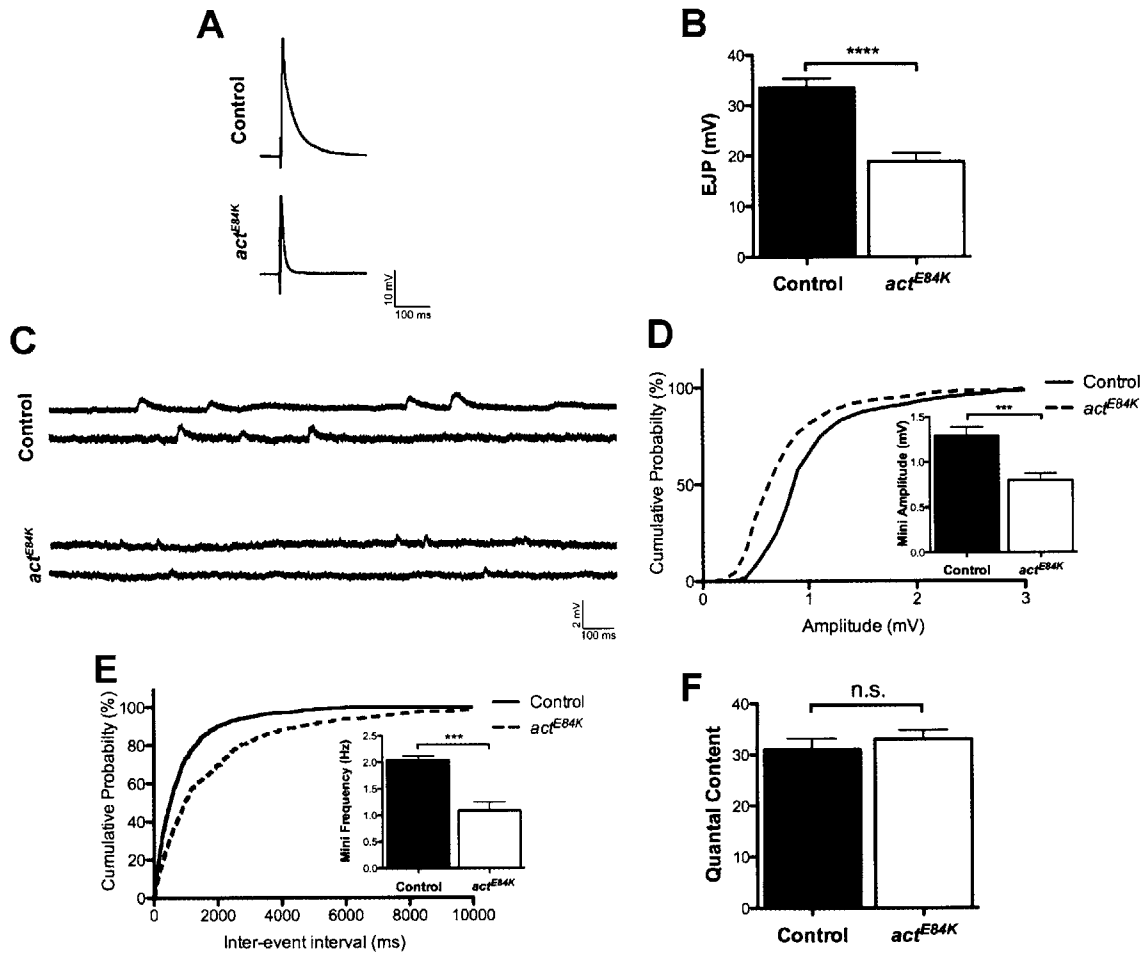 A
Control
act^E84K
10 mV
100 ms
B
****
EJP (mV)
40
30
20
10
0
Control
act^E84K
C
Control
act^E84K
2 mV
100 ms
D
Cumulative Probabilty (%)
100
50
0
0
1
2
3
Amplitude (mV)
Control
act^E84K
***
Mini Amplitude (mV)
1.5
1.0
0.5
0.0
Control
act^E84K
E
Cumulative Probabilty (%)
100
80
60
40
20
0
0
2000
4000
6000
8000
10000
Inter-event interval (ms)
Control
act^E84K
***
Mini Frequency (Hz)
2.5
2.0
1.5
1.0
0.5
0.0
Control
act^E84K
F
n.s.
Quantal Content
40
30
20
10
0
Control
act^E84K